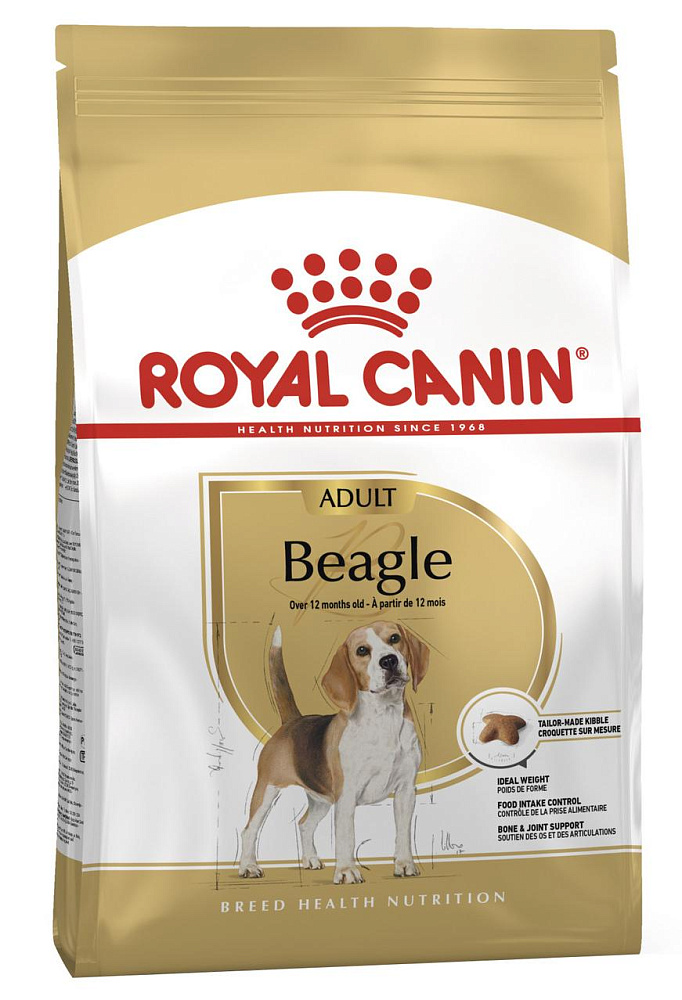 ROYAL CANIN®
HEALTH NUTRITION SINCE 1968
ADULT
Beagle
Over 12 months old - À partir de 12 mois
TAILOR-MADE KIBBLE
CROQUETTE SUR MESURE
IDEAL WEIGHT
POIDS DE FORME
FOOD INTAKE CONTROL
CONTRÔLE DE LA PRISE ALIMENTAIRE
BONE & JOINT SUPPORT
SOUTIEN DES OS ET DES ARTICULATIONS
BREED HEALTH NUTRITION